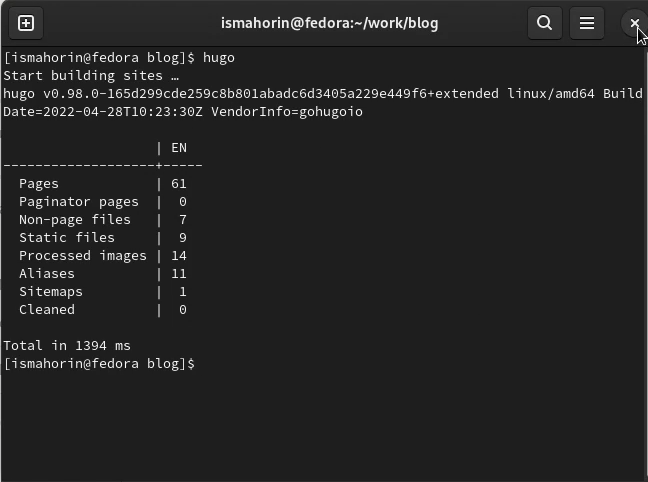 ismahorin@fedora:~/work/blog
[ismahorin@fedora blog]$ hugo
Start building sites …
hugo v0.98.0-165d299cde259c8b801abadc6d3405a229e449f6+extended linux/amd64 Build
Date=2022-04-28T10:23:30Z VendorInfo=gohugoio
                   | EN
-------------------+-----
  Pages            | 61
  Paginator pages  |  0
  Non-page files   |  7
  Static files     |  9
  Processed images | 14
  Aliases          | 11
  Sitemaps         |  1
  Cleaned          |  0
Total in 1394 ms
[ismahorin@fedora blog]$